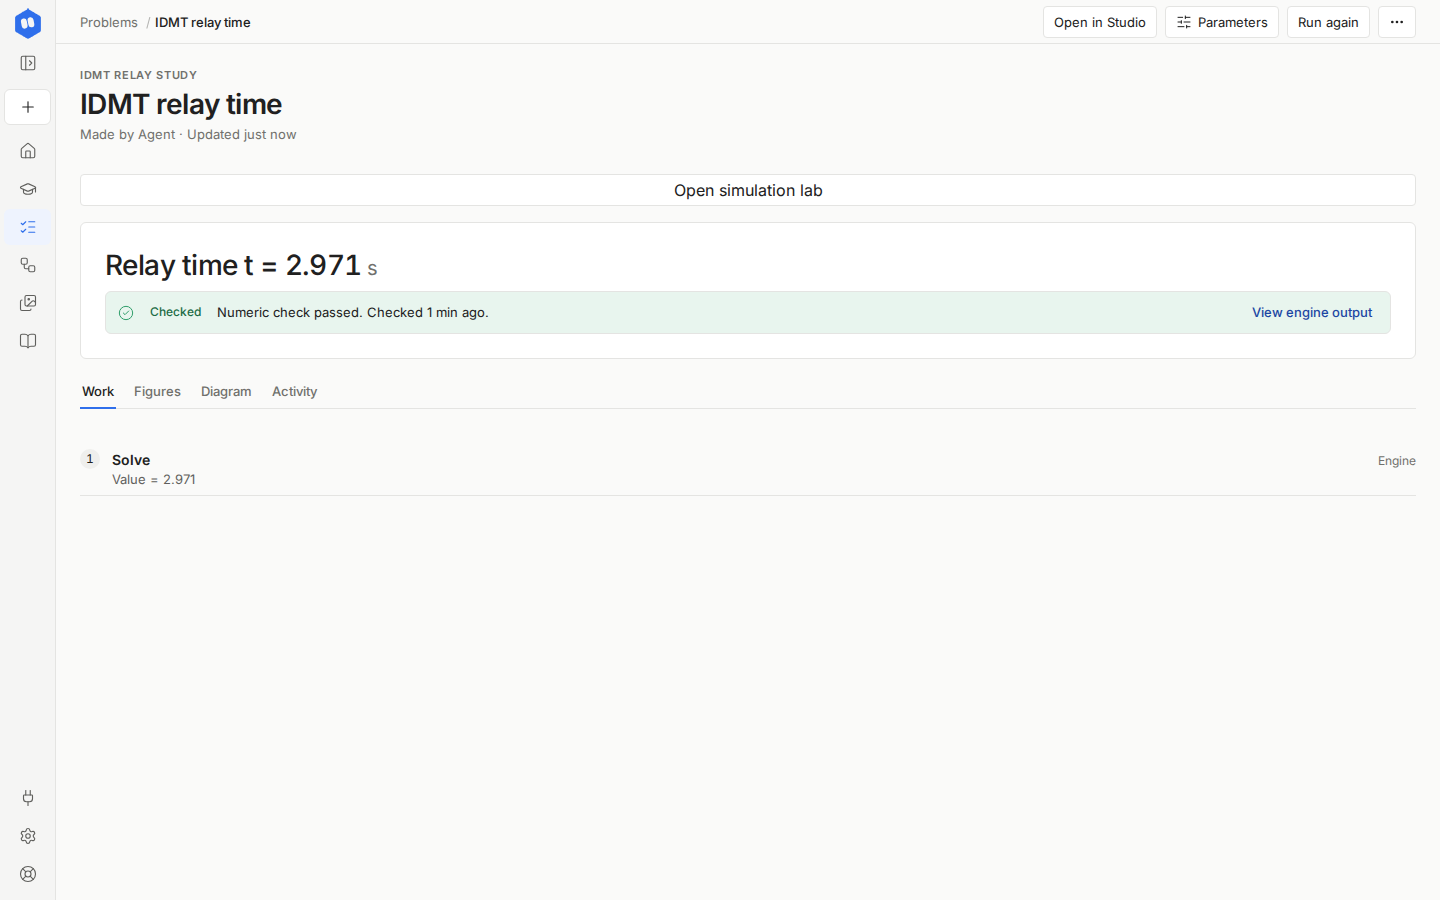 Problems / IDMT relay time
Open in Studio
Parameters
Run again
IDMT RELAY STUDY
IDMT relay time
Made by Agent · Updated just now
Open simulation lab
Relay time t = 2.971 s
Checked Numeric check passed. Checked 1 min ago. View engine output
Work Figures Diagram Activity
1 Solve Engine
Value = 2.971